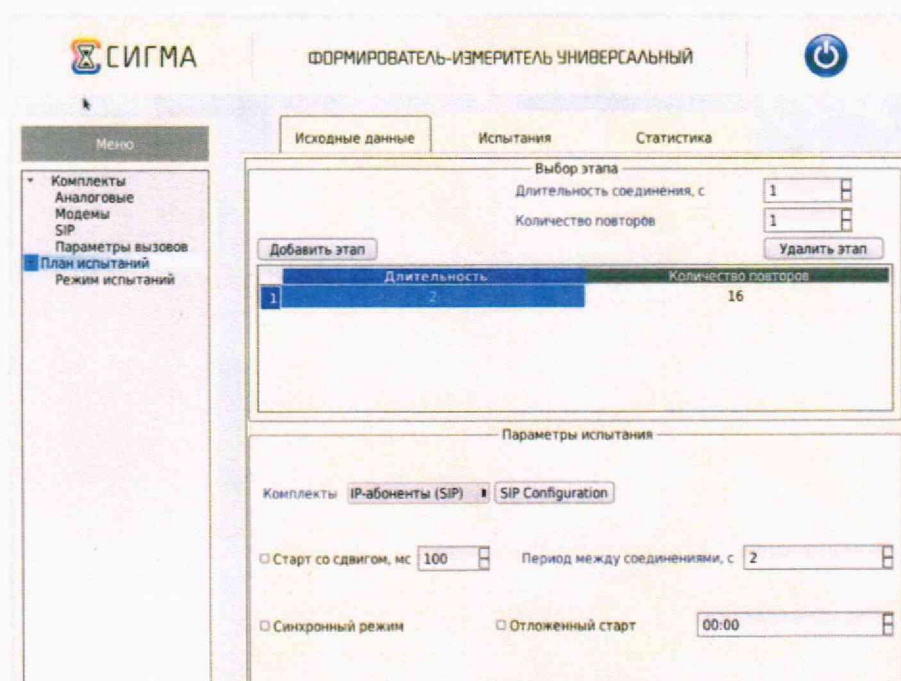 СИГМА
ФОРМИРОВАТЕЛЬ-ИЗМЕРИТЕЛЬ УНИВЕРСАЛЬНЫЙ
Меню
Комплекты
Аналоговые
Модемы
SIP
Параметры вызовов
План испытаний
Режим испытаний
Исходные данные Испытания Статистика
Выбор этапа
Длительность соединения, с 1
Количество повторов 1
Добавить этап Удалить этап
Длительность Количество повторов
1 2 16
Параметры испытания
Комплекты IP-абоненты (SIP) SIP Configuration
Старт со сдвигом, мс 100 Период между соединениями, с 2
Синхронный режим Отложенный старт 00:00